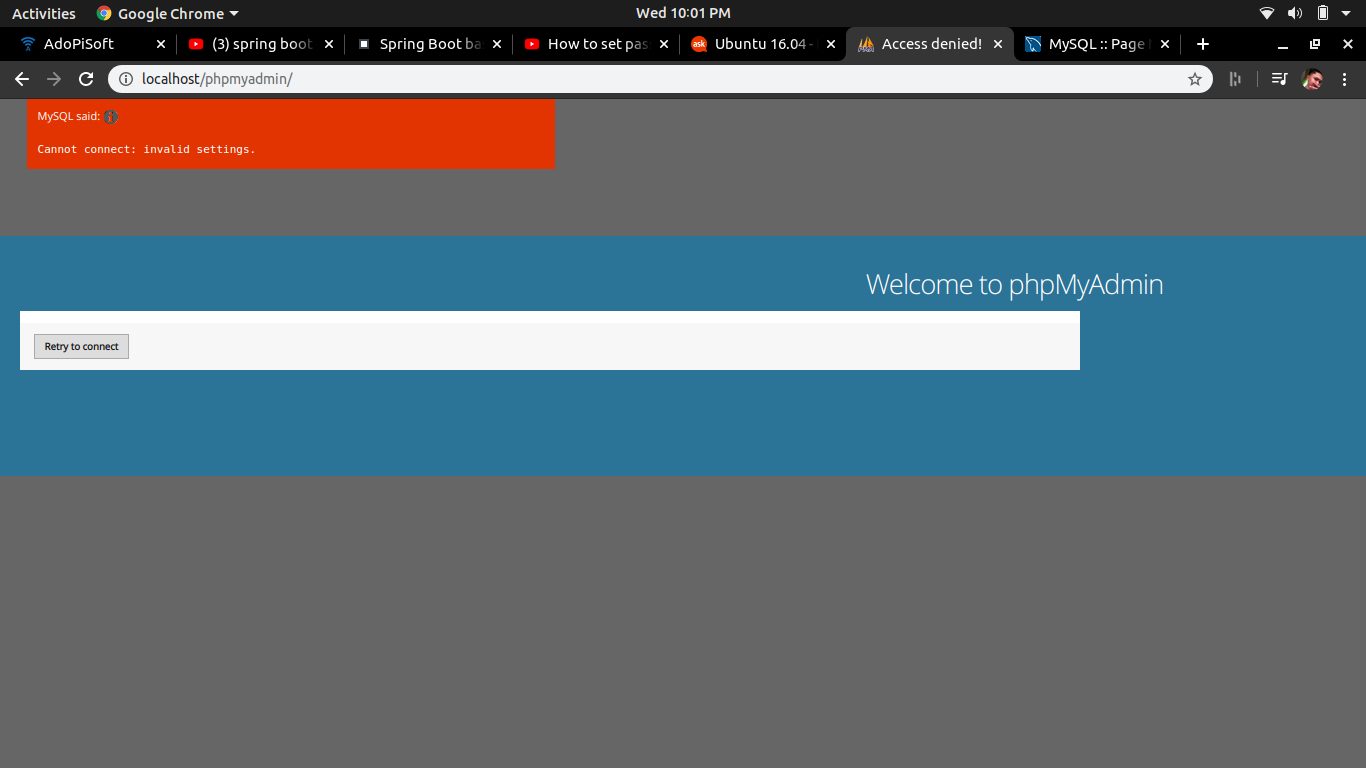 Activities Google Chrome Wed 10:01 PM
AdoPiSoft (3) spring boot Spring Boot ba How to set pas ask Ubuntu 16.04 - Access denied! MySQL :: Page
localhost/phpmyadmin/
MySQL said:
Cannot connect: invalid settings.
Welcome to phpMyAdmin
Retry to connect